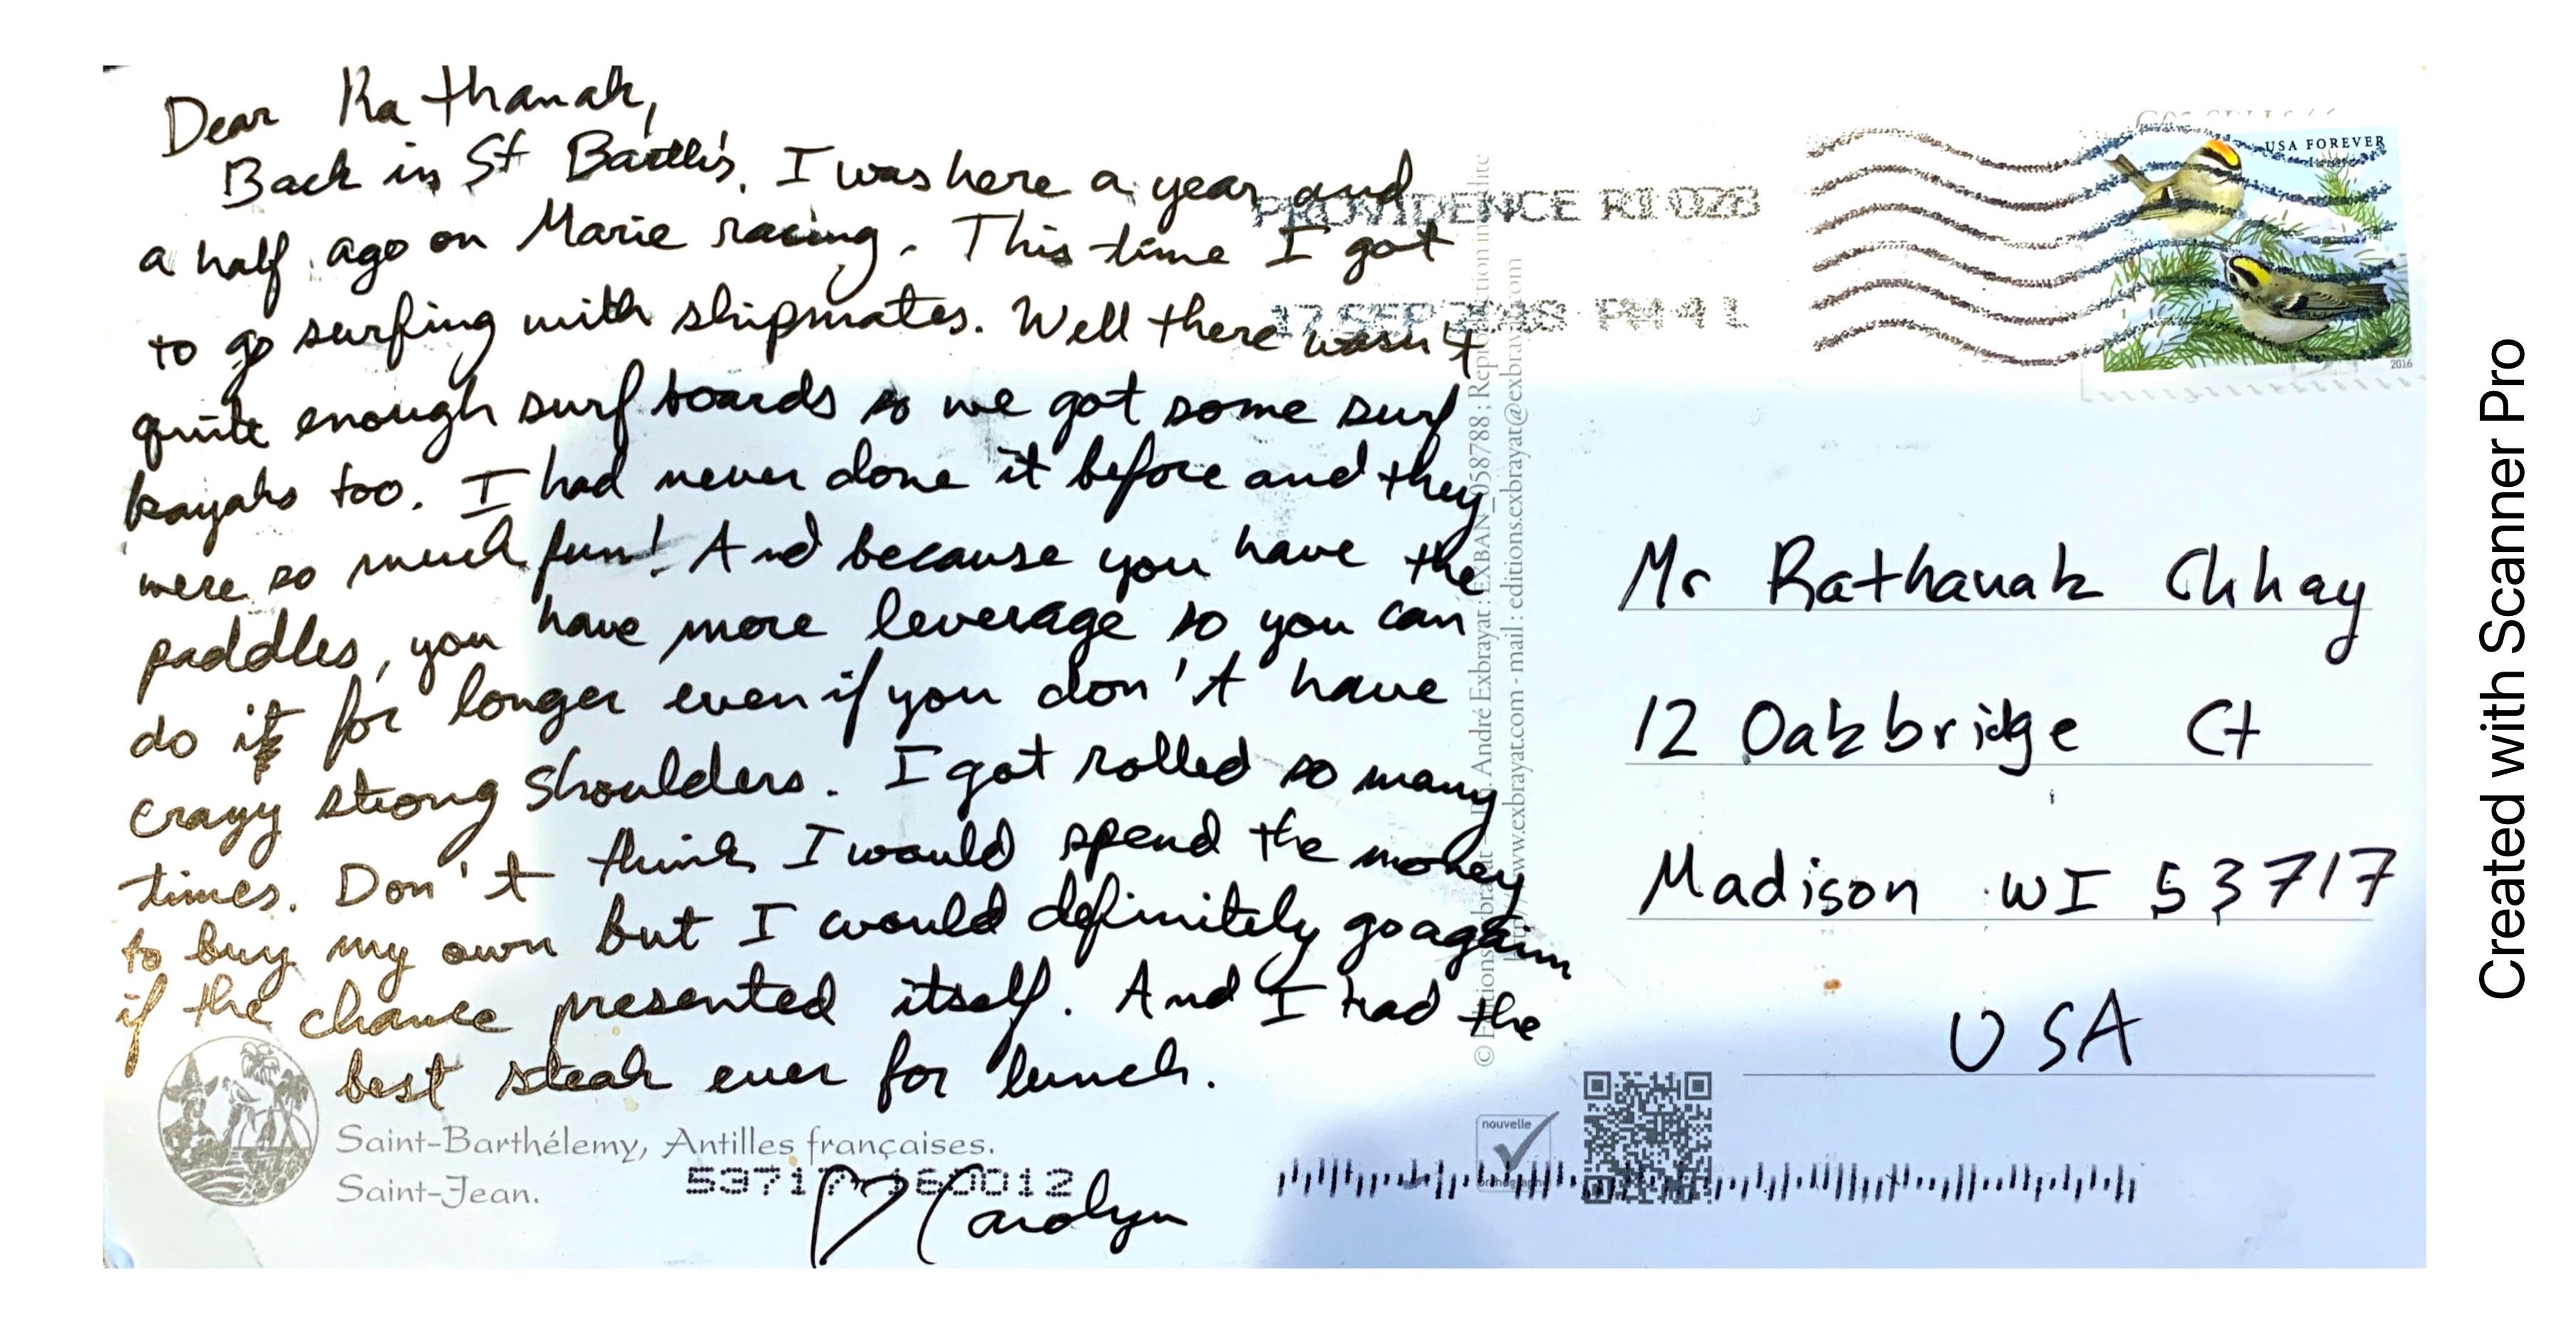 Dear Rathanak,
Back in St Barth's. I was here a year and
a half ago on Marie racing. This time I got
to go surfing with shipmates. Well there wasn't
quite enough surf boards so we got some surf
kayaks too. I had never done it before and they
were so much fun! And because you have the
paddles, you have more leverage so you can
do it for longer even if you don't have
crazy strong shoulders. I got rolled so many
times. Don't think I would spend the money
to buy my own but I would definitely go again
if the chance presented itself. And I had the
best steak ever for lunch.
♡ Carolyn
Saint-Barthélemy, Antilles françaises.
Saint-Jean.
53717
PROVIDENCE RI 028
17 SEP PM 4 L
USA FOREVER
2016
Mr Rathanak Chhay
12 Oakbridge Ct
Madison WI 53717
USA
André Exbrayat : EXBAN_058788 ; Reproduction interdite
www.exbrayat.com - mail : editions.exbrayat@exbrayat.com
nouvelle
Created with Scanner Pro